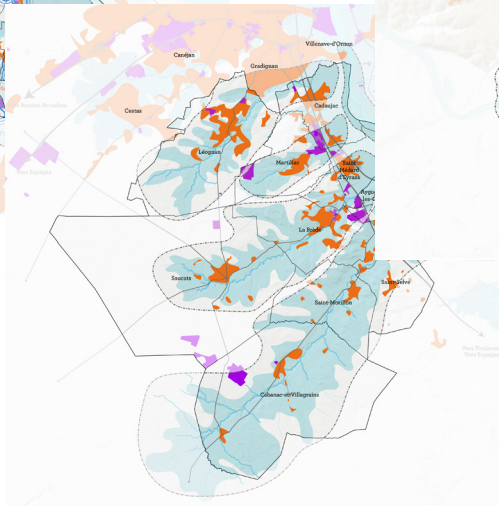 Villenave-d'Ornon
Canéjan
Gradignan
Cestas
Cadaujac
Léognan
Martillac
Saint
Médard
d'Eyrans
La Brède
Saucats
Saint-Selve
Saint-Morillon
Cabanac-et-Villagrains